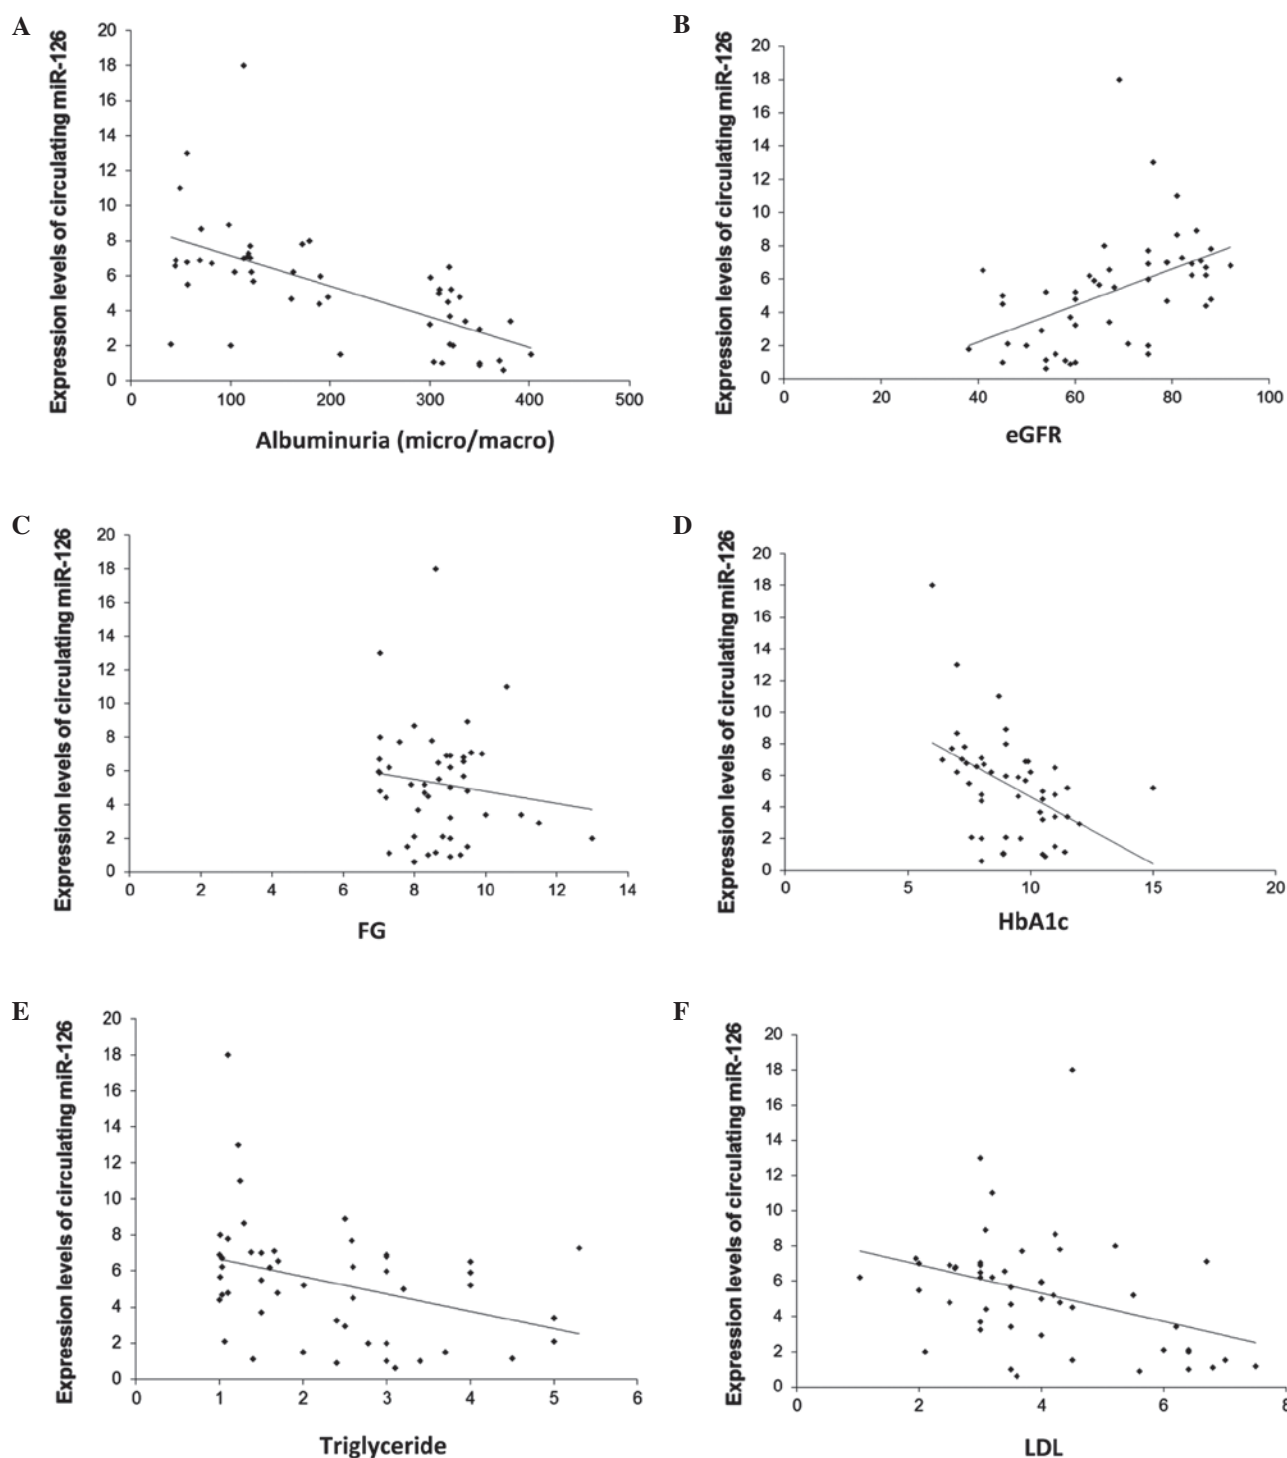 A
Expression levels of circulating miR-126
20
18
16
14
12
10
8
6
4
2
0
0 100 200 300 400 500
Albuminuria (micro/macro)
B
Expression levels of circulating miR-126
20
18
16
14
12
10
8
6
4
2
0
0 20 40 60 80 100
eGFR
C
Expression levels of circulating miR-126
20
18
16
14
12
10
8
6
4
2
0
0 2 4 6 8 10 12 14
FG
D
Expression levels of circulating miR-126
20
18
16
14
12
10
8
6
4
2
0
0 5 10 15 20
HbA1c
E
Expression levels of circulating miR-126
20
18
16
14
12
10
8
6
4
2
0
0 1 2 3 4 5 6
Triglyceride
F
Expression levels of circulating miR-126
20
18
16
14
12
10
8
6
4
2
0
0 2 4 6 8
LDL